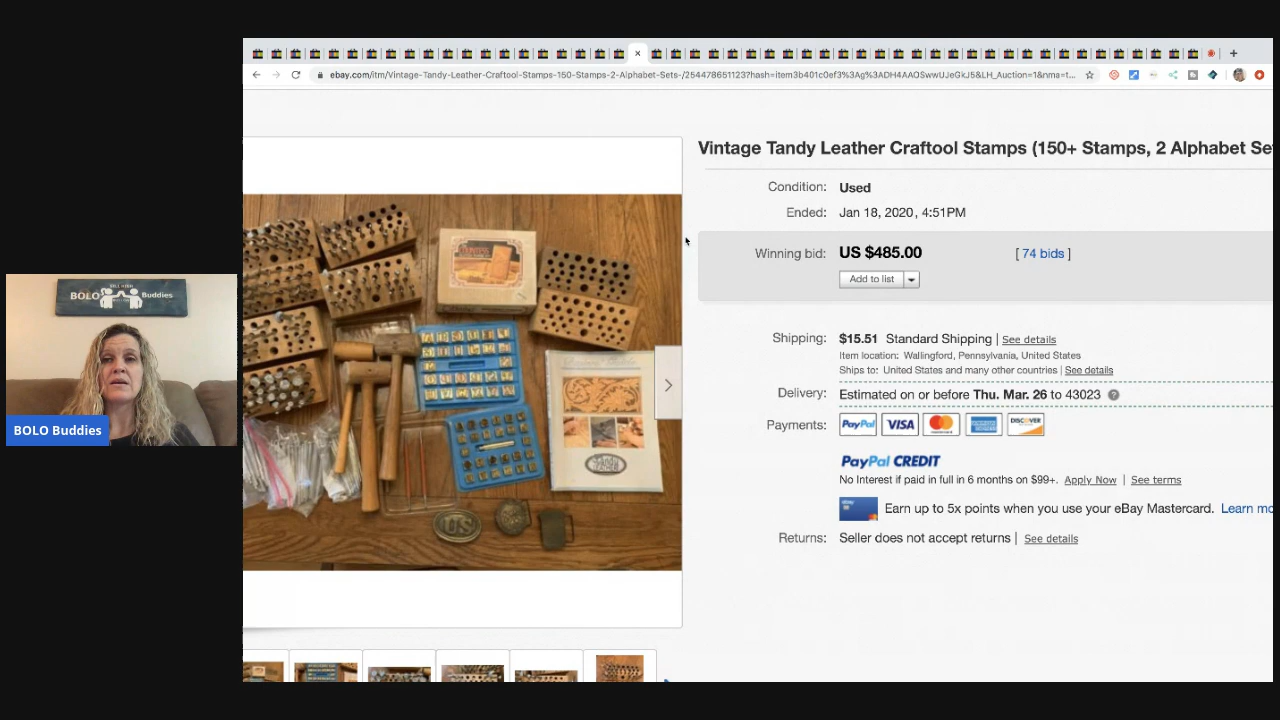 ebay.com/itm/Vintage-Tandy-Leather-Craftool-Stamps-150-Stamps-2-Alphabet-Sets-/254478651123?hash=item3b401c0ef3%3Ag%3ADH4AAOSwwUJeGkJ5&LH_Auction=1&nma=t...
Vintage Tandy Leather Craftool Stamps (150+ Stamps, 2 Alphabet Se
Condition: Used
Ended: Jan 18, 2020 , 4:51PM
Winning bid: US $485.00 [ 74 bids ]
Add to list
Shipping: $15.51 Standard Shipping | See details
Item location: Wallingford, Pennsylvania, United States
Ships to: United States and many other countries | See details
Delivery: Estimated on or before Thu. Mar. 26 to 43023 ?
Payments: PayPal VISA MasterCard DISCOVER
PayPal CREDIT
No Interest if paid in full in 6 months on $99+. Apply Now | See terms
Earn up to 5x points when you use your eBay Mastercard. Learn mo
Returns: Seller does not accept returns | See details
BOLO Buddies
BOLO Buddies
US